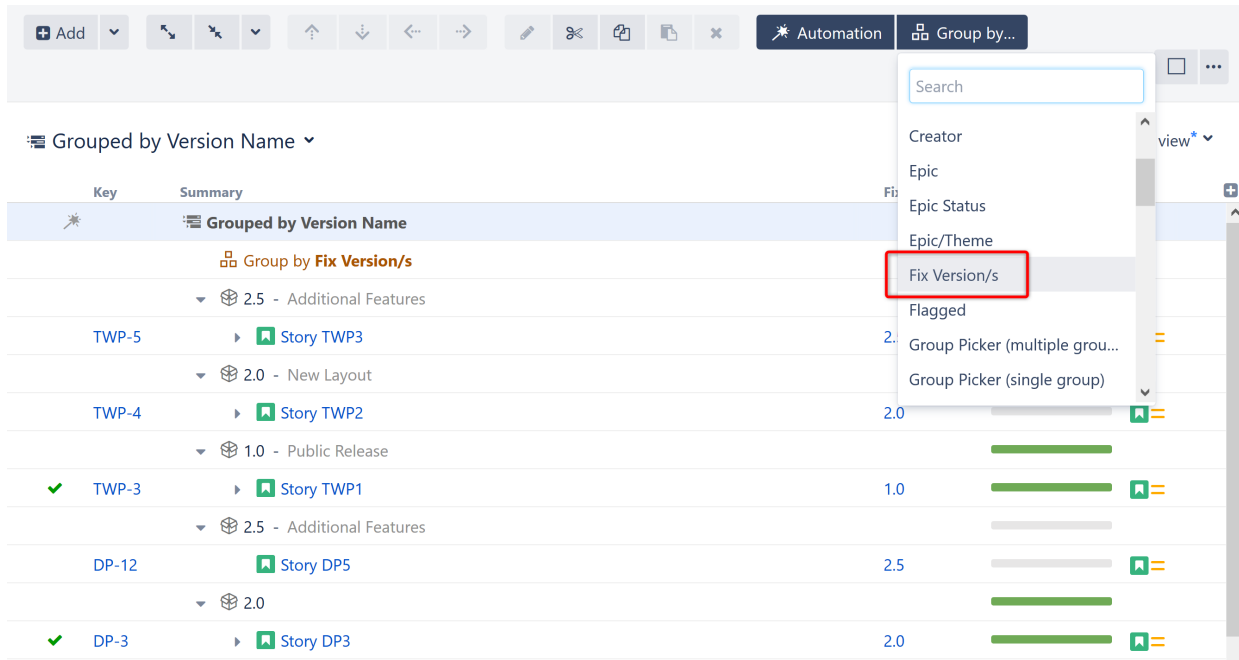 Add
Automation
Group by...
Search
Grouped by Version Name
view*
Creator
Epic
Epic Status
Epic/Theme
Fix Version/s
Flagged
Group Picker (multiple grou...
Group Picker (single group)
Key Summary
Grouped by Version Name
Group by Fix Version/s
2.5 - Additional Features
TWP-5 Story TWP3
2.0 - New Layout
TWP-4 Story TWP2 2.0
1.0 - Public Release
TWP-3 Story TWP1 1.0
2.5 - Additional Features
DP-12 Story DP5 2.5
2.0
DP-3 Story DP3 2.0